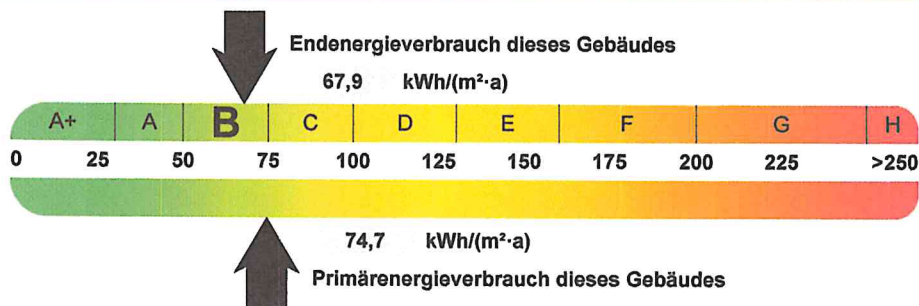 Endenergieverbrauch dieses Gebäudes
67,9 kWh/(m²·a)
A+ A B C D E F G H
0 25 50 75 100 125 150 175 200 225 >250
74,7 kWh/(m²·a)
Primärenergieverbrauch dieses Gebäudes